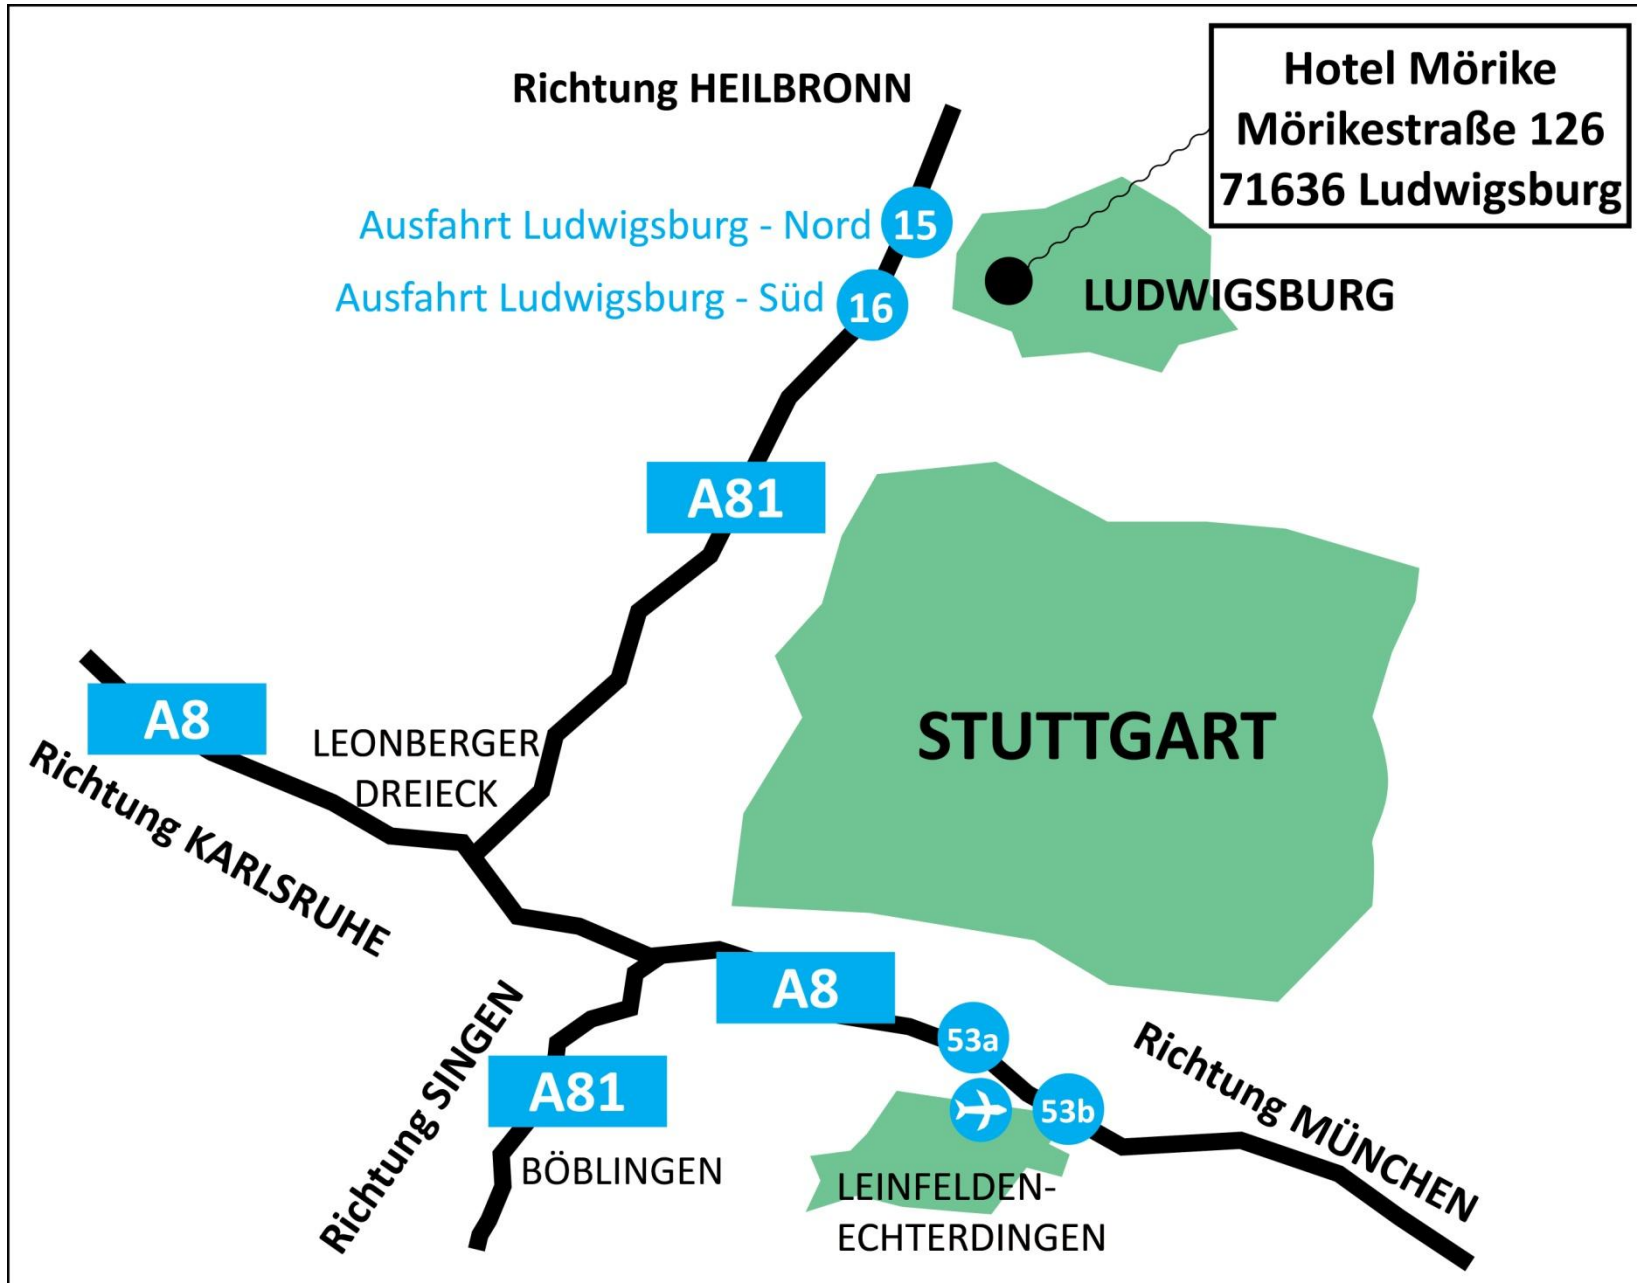 Hotel Mörike
Mörikestraße 126
71636 Ludwigsburg
Richtung HEILBRONN
Ausfahrt Ludwigsburg - Nord
15
Ausfahrt Ludwigsburg - Süd
16
LUDWIGSBURG
A81
STUTTGART
A8
Richtung KARLSRUHE
LEONBERGER
DREIECK
A8
53a
53b
Richtung MÜNCHEN
Richtung SINGEN
A81
BÖBLINGEN
LEINFELDEN-
ECHTERDINGEN